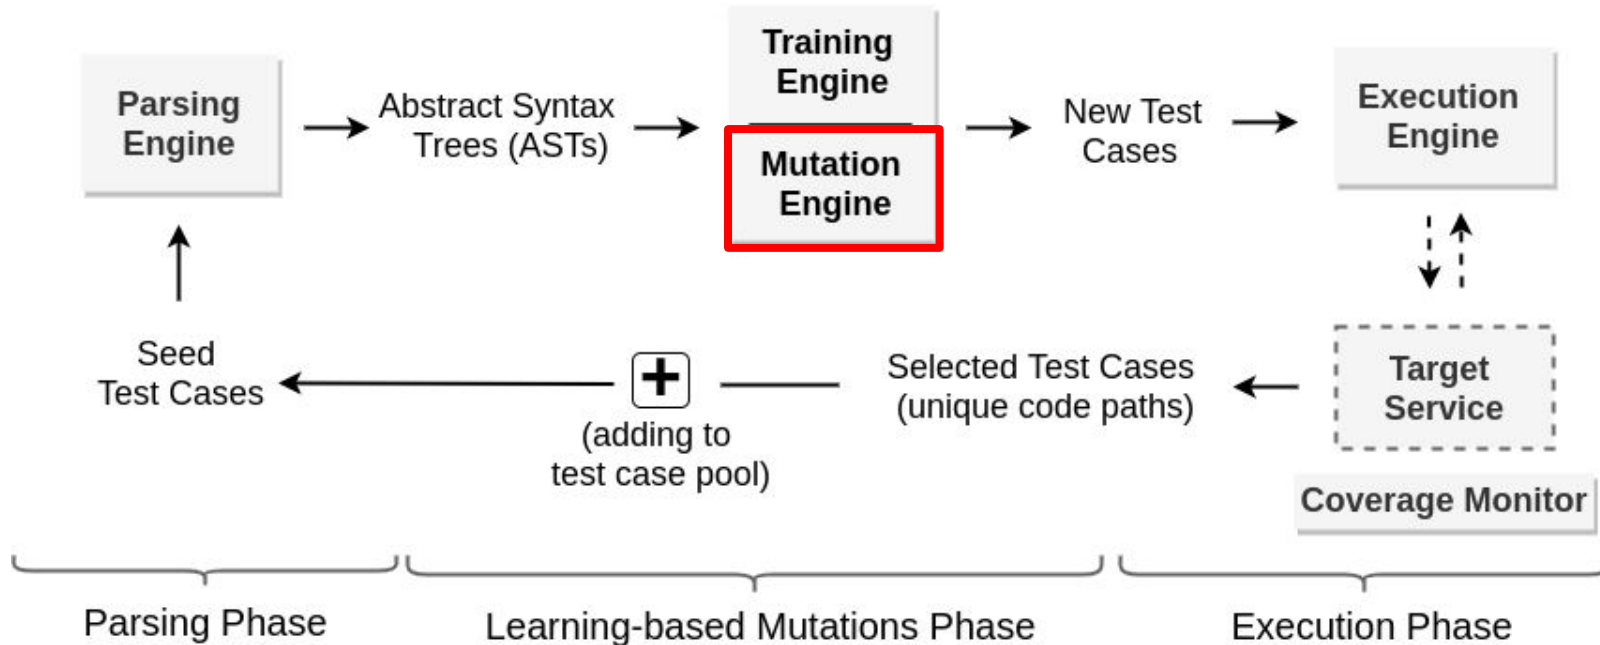 Parsing
Engine
Abstract Syntax
Trees (ASTs)
Training
Engine
Mutation
Engine
New Test
Cases
Execution
Engine
Seed
Test Cases
+
(adding to
test case pool)
Selected Test Cases
(unique code paths)
Target
Service
Coverage Monitor
Parsing Phase
Learning-based Mutations Phase
Execution Phase